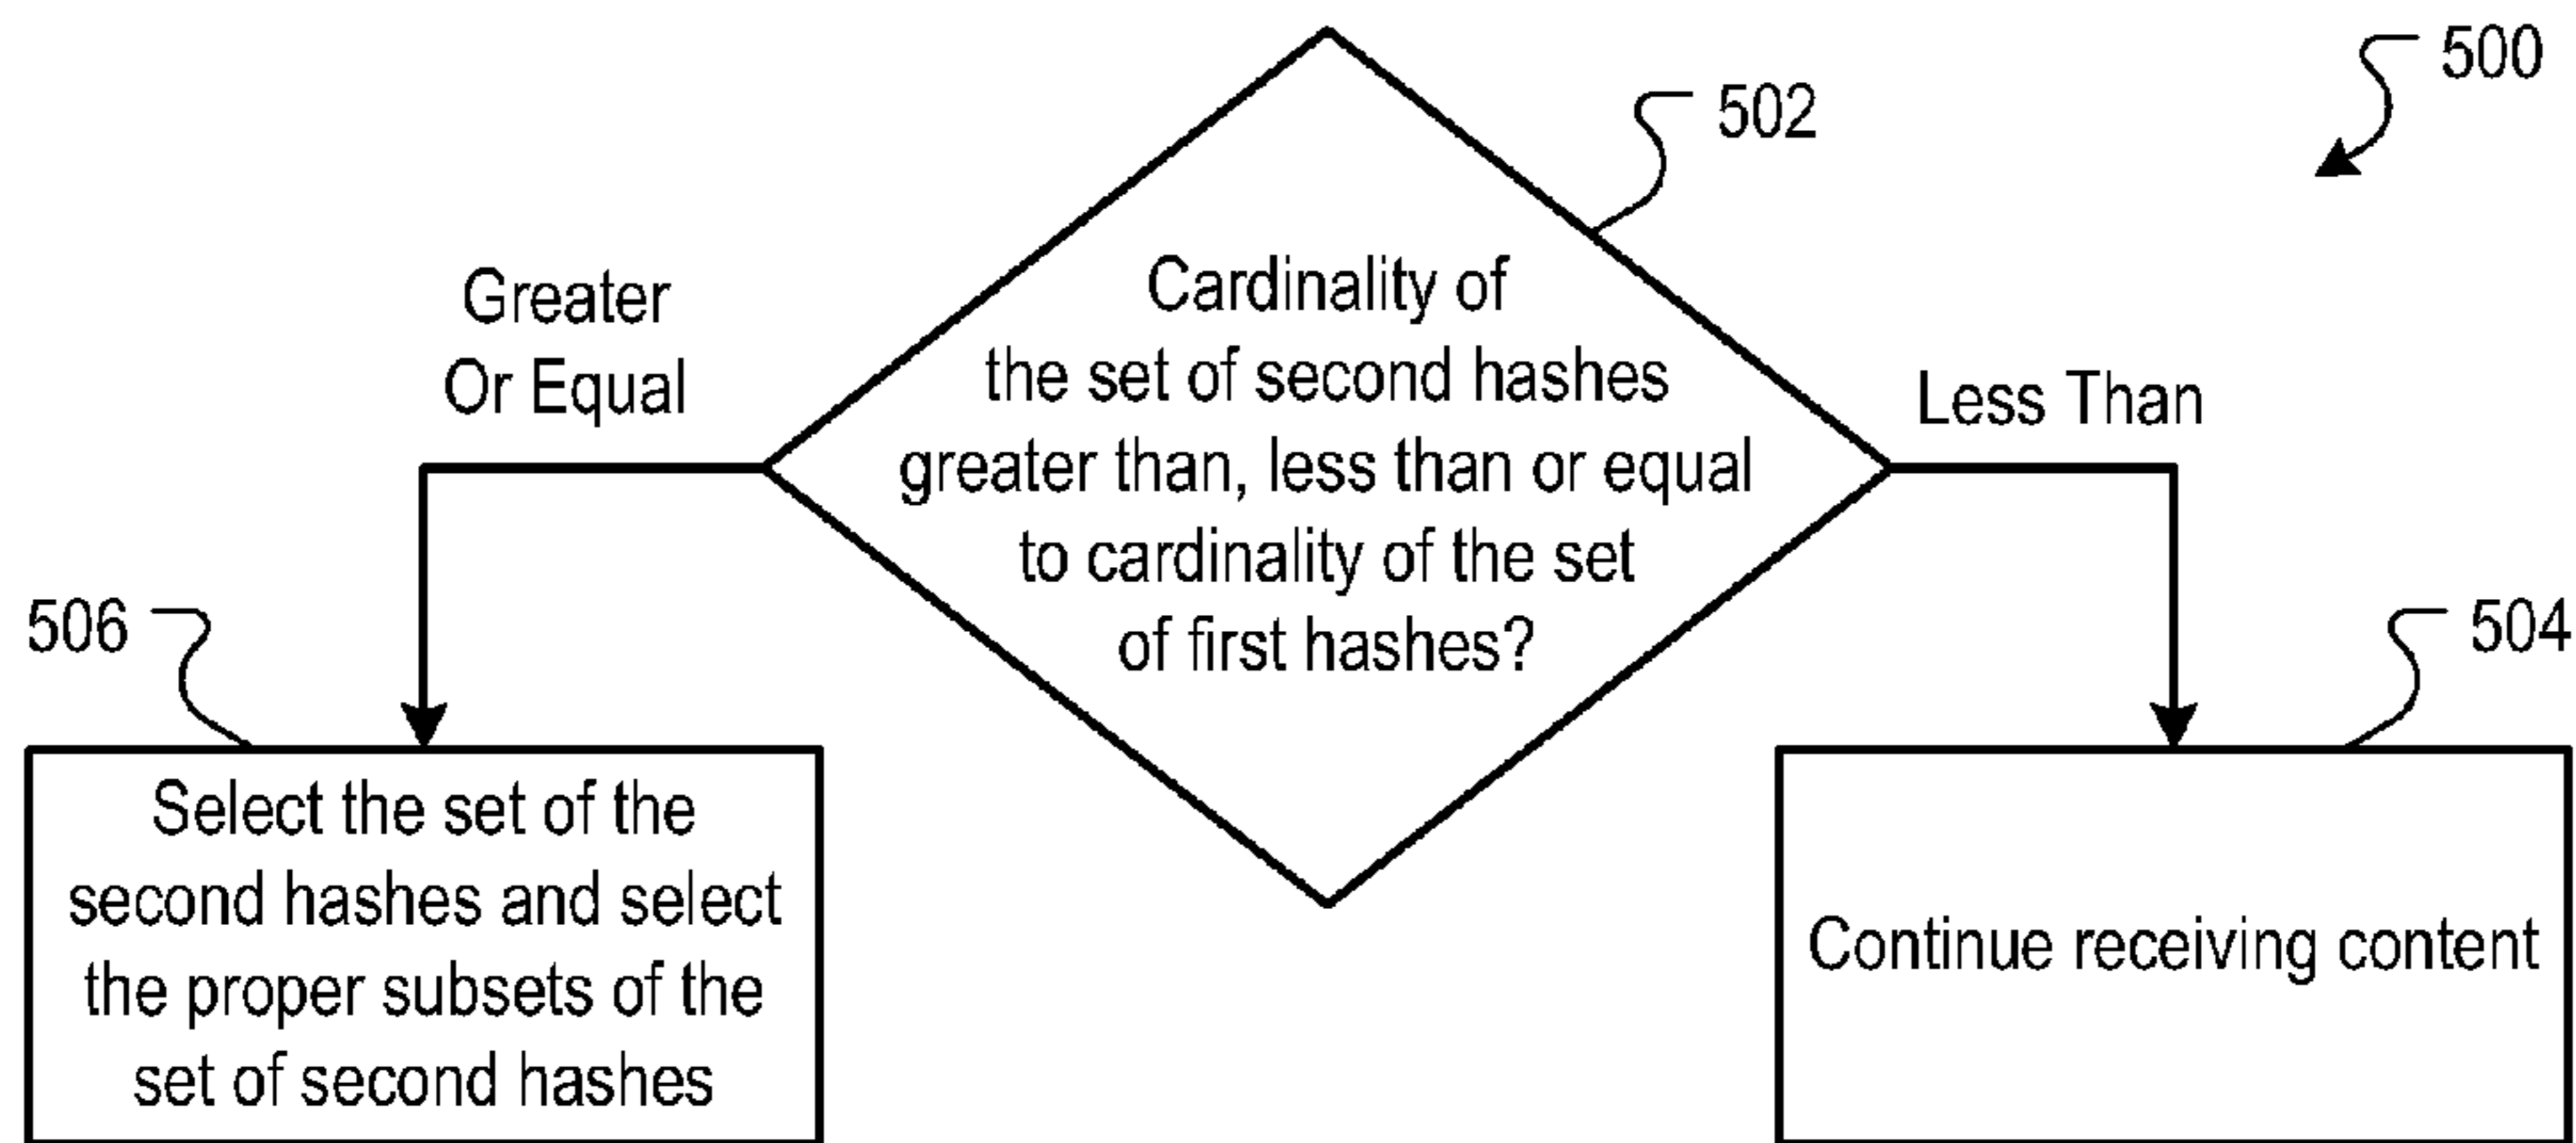 500
502
Cardinality of
the set of second hashes
greater than, less than or equal
to cardinality of the set
of first hashes?
Greater
Or Equal
Less Than
506
Select the set of the
second hashes and select
the proper subsets of the
set of second hashes
504
Continue receiving content